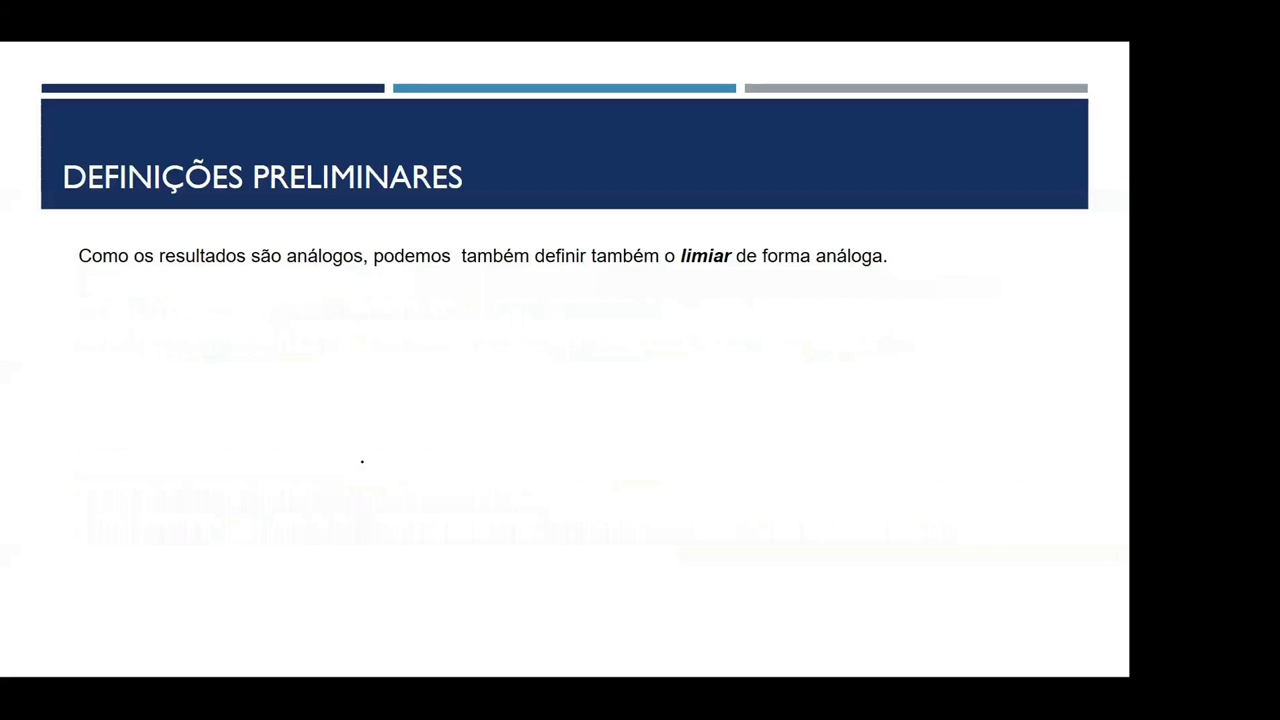 DEFINIÇÕES PRELIMINARES
Como os resultados são análogos, podemos  também definir também o limiar de forma análoga.
.